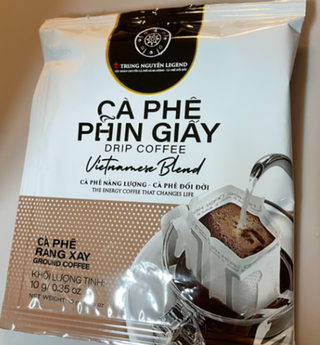 TRUNG NGUYÊN LEGEND
CÀ PHÊ
PHIN GIẤY
DRIP COFFEE
Vietnamese Blend
CÀ PHÊ NĂNG LƯỢNG - CÀ PHÊ ĐỔI ĐỜI
THE ENERGY COFFEE THAT CHANGES LIFE
CÀ PHÊ
RANG XAY
GROUND COFFEE
KHỐI LƯỢNG TỊNH:
10 g/0.35 oz
NET WEIGHT: